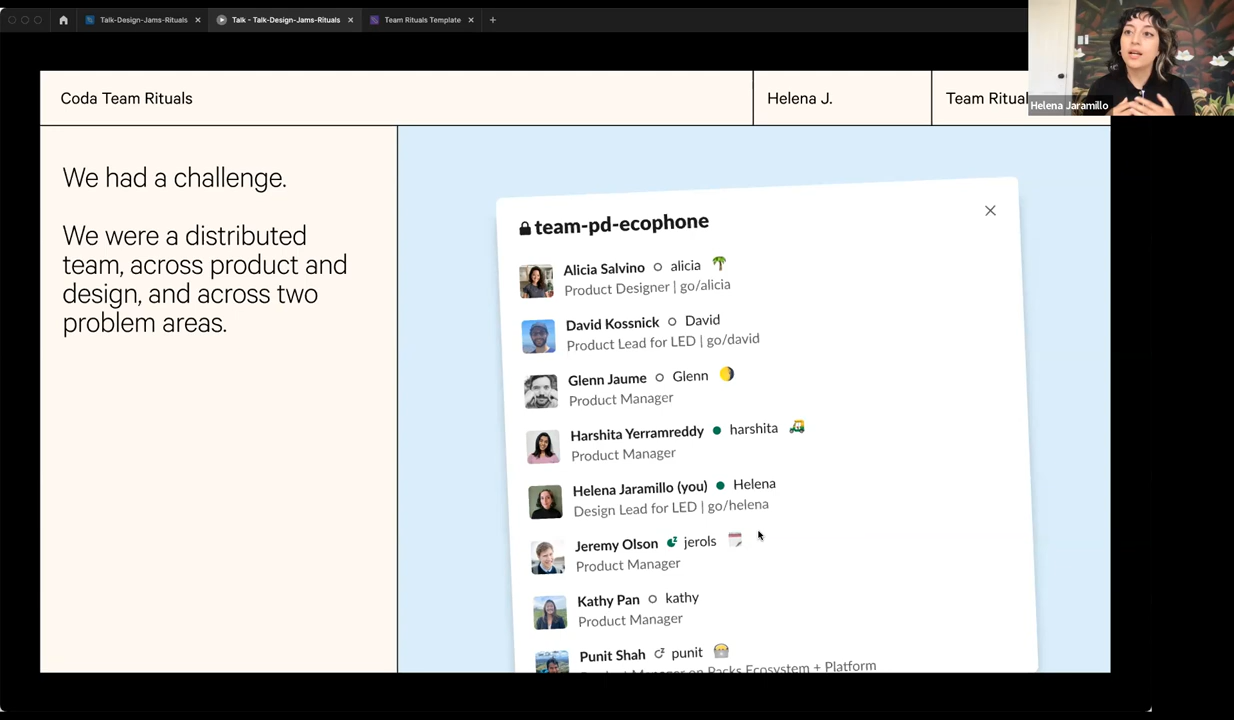 Talk-Design-Jams-Rituals
Talk - Talk-Design-Jams-Rituals
Team Rituals Template
Helena Jaramillo
Coda Team Rituals
Helena J.
Team Ritual
We had a challenge.
We were a distributed
team, across product and
design, and across two
problem areas.
team-pd-ecophone
Alicia Salvino alicia
Product Designer | go/alicia
David Kossnick David
Product Lead for LED | go/david
Glenn Jaume Glenn
Product Manager
Harshita Yerramreddy harshita
Product Manager
Helena Jaramillo (you) Helena
Design Lead for LED | go/helena
Jeremy Olson jerols
Product Manager
Kathy Pan kathy
Product Manager
Punit Shah punit
Product Manager on Packs Ecosystem + Platform